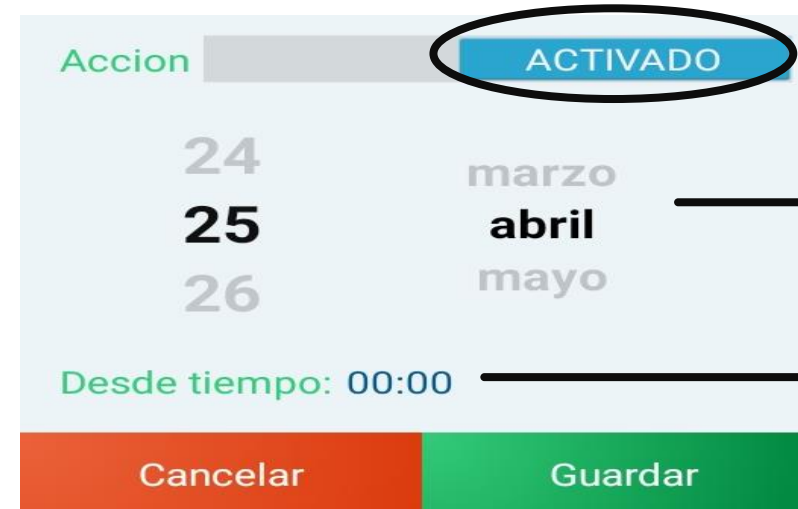 Accion ACTIVADO
24 marzo
25 abril
26 mayo
Desde tiempo: 00:00
Cancelar Guardar